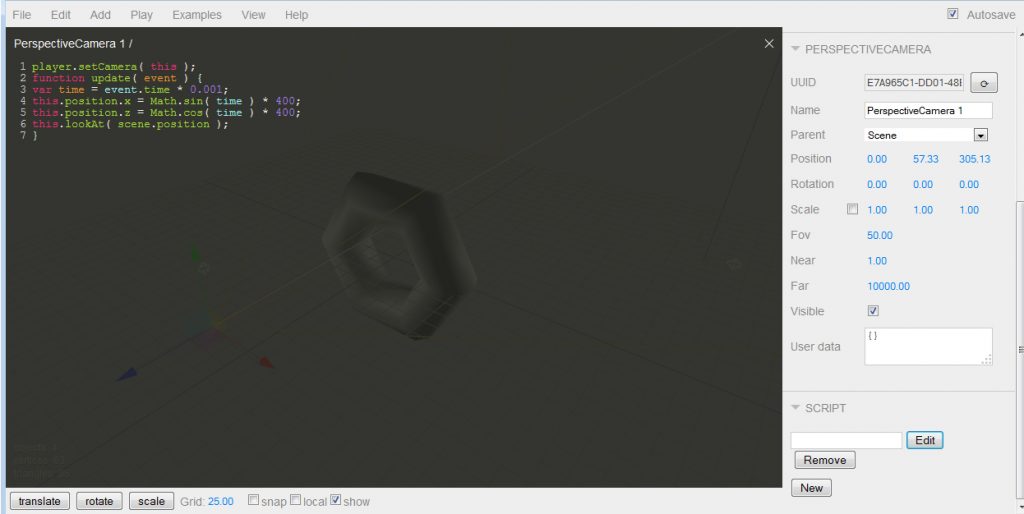 File Edit Add Play Examples View Help Autosave
PerspectiveCamera 1 /
1 player.setCamera( this );
2 function update( event ) {
3 var time = event.time * 0.001;
4 this.position.x = Math.sin( time ) * 400;
5 this.position.z = Math.cos( time ) * 400;
6 this.lookAt( scene.position );
7 }
translate rotate scale Grid: 25.00 snap local show
PERSPECTIVECAMERA
UUID E7A965C1-DD01-48
Name PerspectiveCamera 1
Parent Scene
Position 0.00 57.33 305.13
Rotation 0.00 0.00 0.00
Scale 1.00 1.00 1.00
Fov 50.00
Near 1.00
Far 10000.00
Visible
User data {}
SCRIPT
Edit
Remove
New